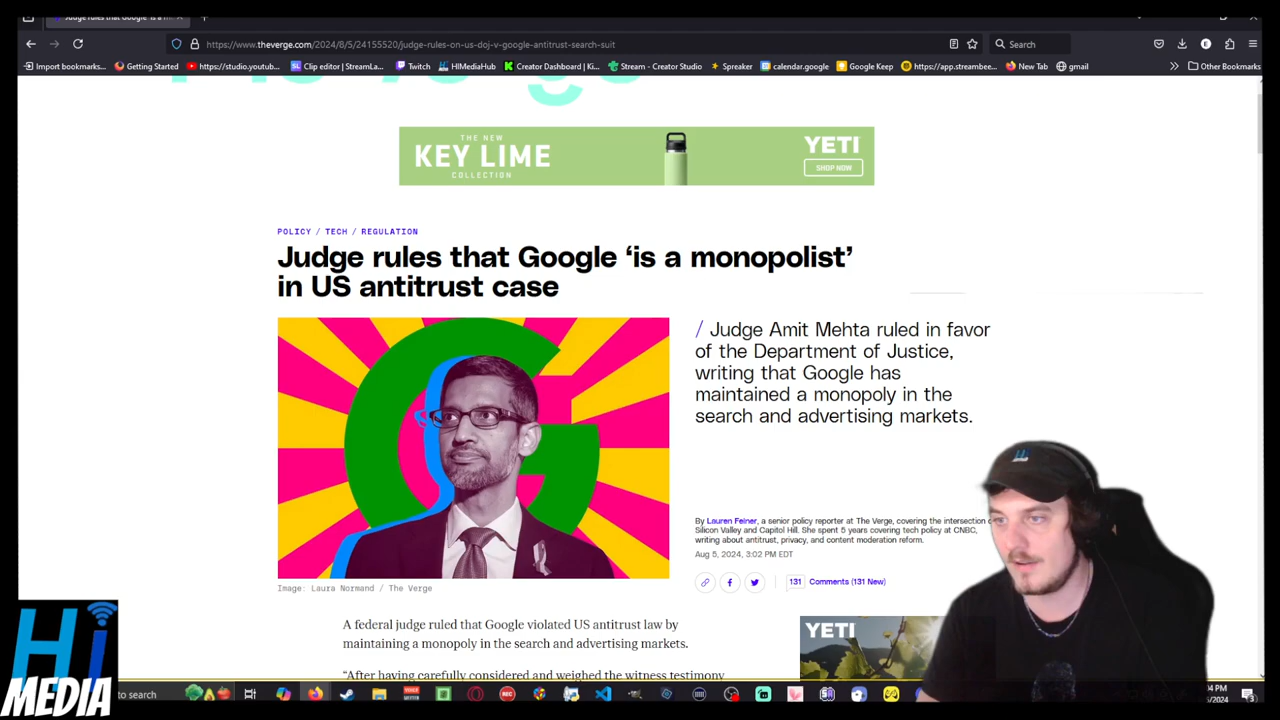 Judge rules that Google 'is a m...
https://www.theverge.com/2024/8/5/24155520/judge-rules-on-us-doj-v-google-antitrust-search-suit
Search
Import bookmarks...
Getting Started
https://studio.youtub...
Clip editor | StreamLa...
Twitch
HIMediaHub
Creator Dashboard | Ki...
Stream - Creator Studio
Spreaker
calendar.google
Google Keep
https://app.streambee...
New Tab
gmail
Other Bookmarks
THE NEW
KEY LIME
COLLECTION
YETI
SHOP NOW
POLICY / TECH / REGULATION
Judge rules that Google ‘is a monopolist’
in US antitrust case
/ Judge Amit Mehta ruled in favor
of the Department of Justice,
writing that Google has
maintained a monopoly in the
search and advertising markets.
By Lauren Feiner, a senior policy reporter at The Verge, covering the intersection
Silicon Valley and Capitol Hill. She spent 5 years covering tech policy at CNBC,
writing about antitrust, privacy, and content moderation reform.
Aug 5, 2024, 3:02 PM EDT
131
Comments (131 New)
Image: Laura Normand / The Verge
A federal judge ruled that Google violated US antitrust law by
maintaining a monopoly in the search and advertising markets.
“After having carefully considered and weighed the witness testimony
YETI
Hi
MEDIA
to search
:04 PM
/2024